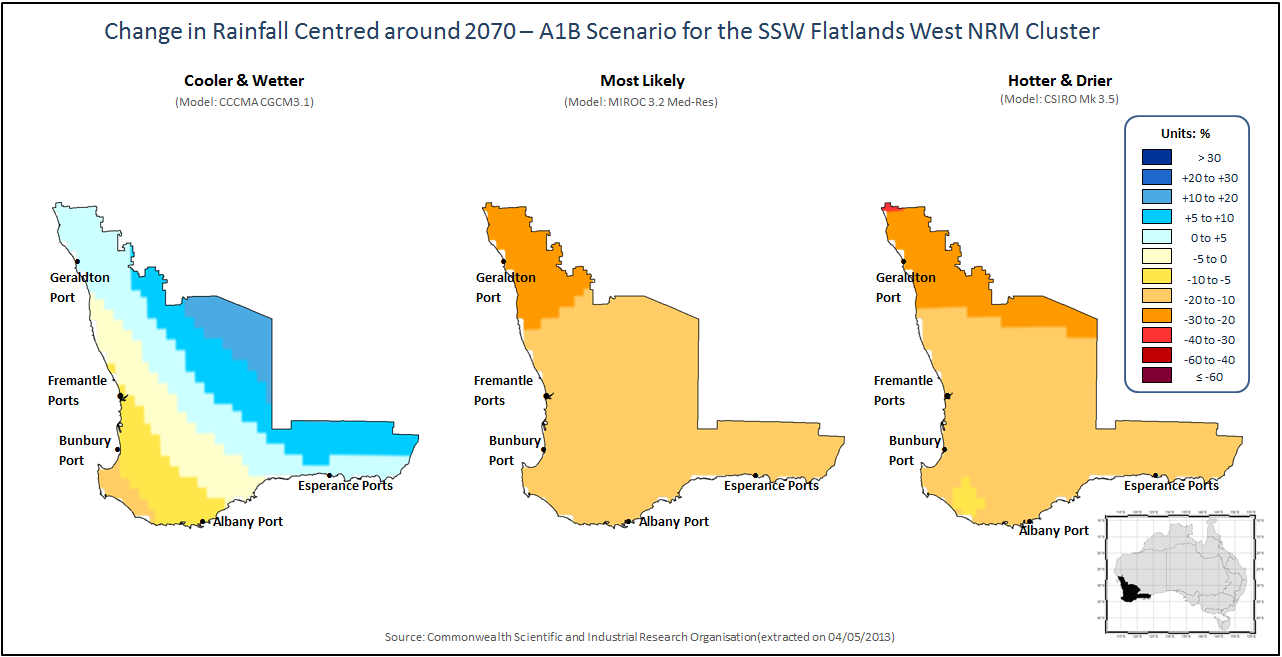 Change in Rainfall Centred around 2070 – A1B Scenario for the SSW Flatlands West NRM Cluster
Cooler & Wetter
(Model: CCCMA CGCM3.1)
Most Likely
(Model: MIROC 3.2 Med-Res)
Hotter & Drier
(Model: CSIRO Mk 3.5)
Units: %
> 30
+20 to +30
+10 to +20
+5 to +10
0 to +5
-5 to 0
-10 to -5
-20 to -10
-30 to -20
-40 to -30
-60 to -40
≤ -60
Geraldton
Port
Fremantle
Ports
Bunbury
Port
Esperance Ports
Albany Port
Geraldton
Port
Fremantle
Ports
Bunbury
Port
Esperance Ports
Albany Port
Geraldton
Port
Fremantle
Ports
Bunbury
Port
Esperance Ports
Albany Port
Source: Commonwealth Scientific and Industrial Research Organisation(extracted on 04/05/2013)